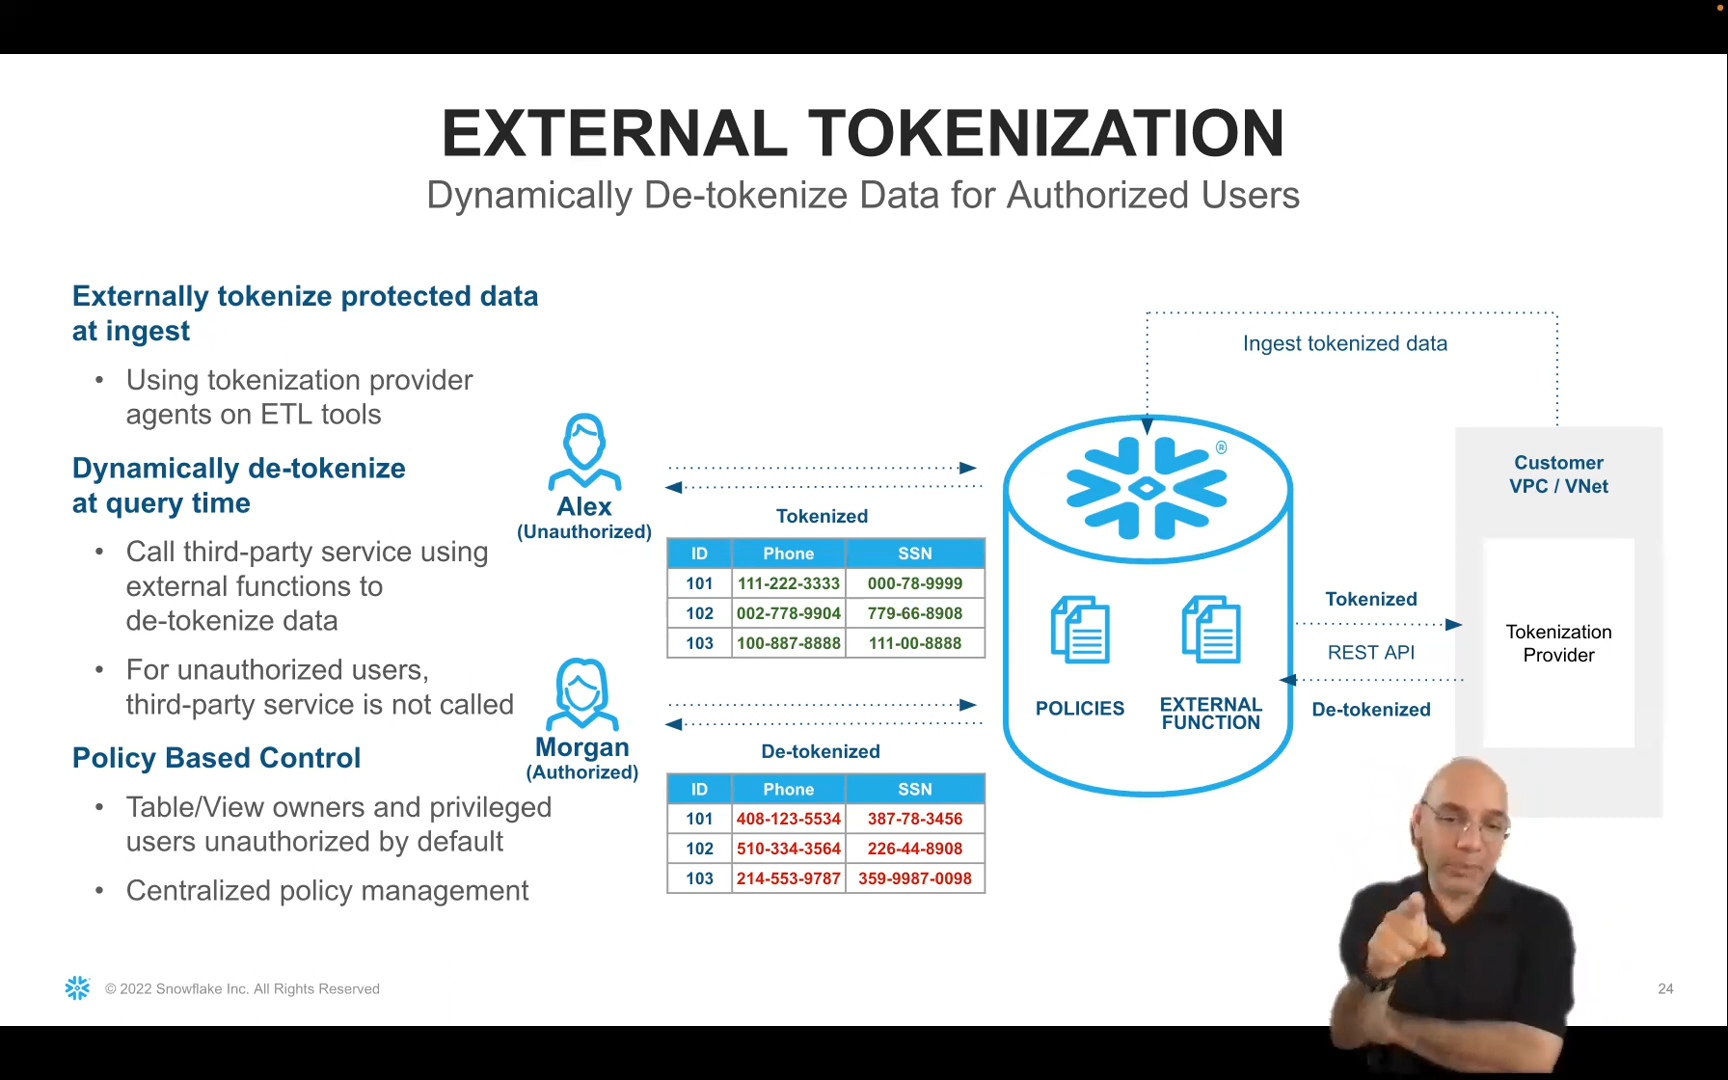 EXTERNAL TOKENIZATION
Dynamically De-tokenize Data for Authorized Users
Externally tokenize protected data
at ingest
• Using tokenization provider
agents on ETL tools
Dynamically de-tokenize
at query time
• Call third-party service using
external functions to
de-tokenize data
• For unauthorized users,
third-party service is not called
Policy Based Control
• Table/View owners and privileged
users unauthorized by default
• Centralized policy management
Alex
(Unauthorized)
Tokenized
ID Phone SSN
101 111-222-3333 000-78-9999
102 002-778-9904 779-66-8908
103 100-887-8888 111-00-8888
Morgan
(Authorized)
De-tokenized
ID Phone SSN
101 408-123-5534 387-78-3456
102 510-334-3564 226-44-8908
103 214-553-9787 359-9987-0098
Ingest tokenized data
®
POLICIES
EXTERNAL
FUNCTION
Tokenized
REST API
De-tokenized
Customer
VPC / VNet
Tokenization
Provider
© 2022 Snowflake Inc. All Rights Reserved
24